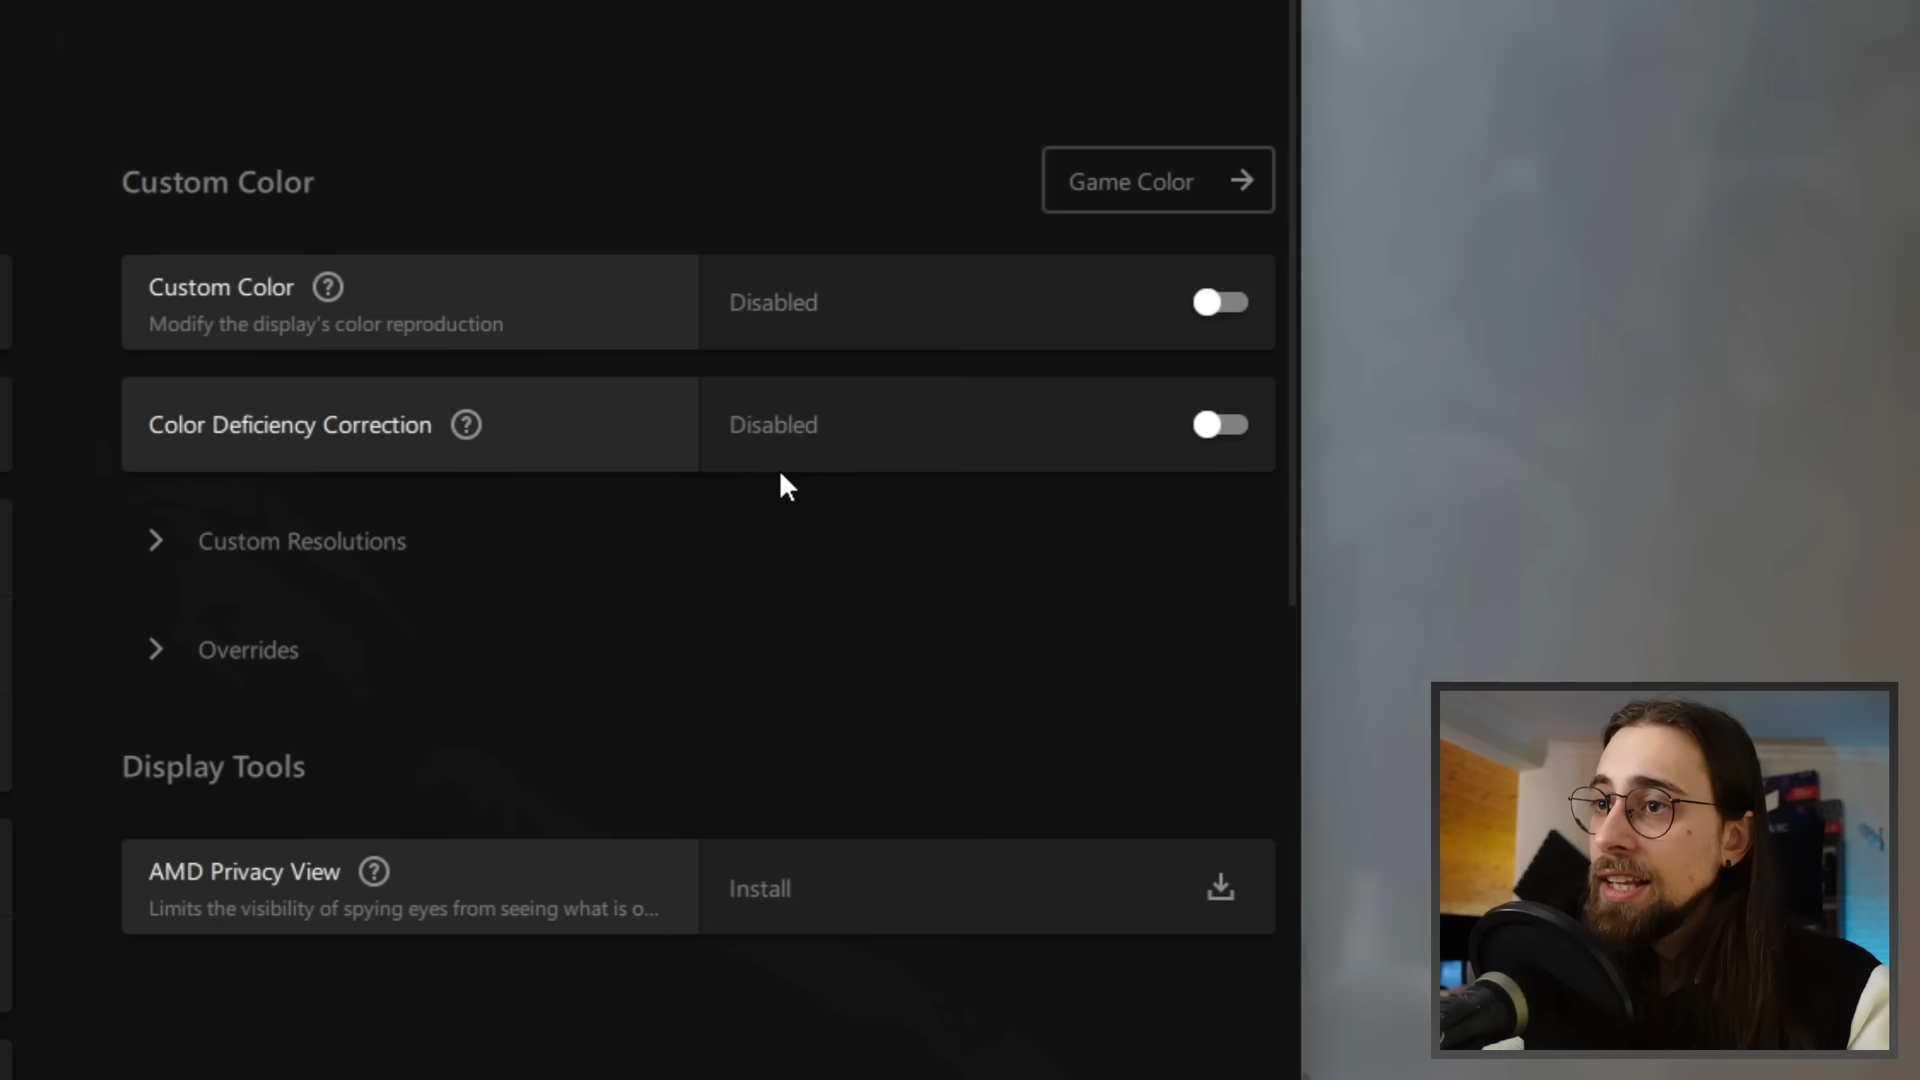 Custom Color
Game Color
Custom Color
Modify the display's color reproduction
Disabled
Color Deficiency Correction
Disabled
Custom Resolutions
Overrides
Display Tools
AMD Privacy View
Limits the visibility of spying eyes from seeing what is o...
Install